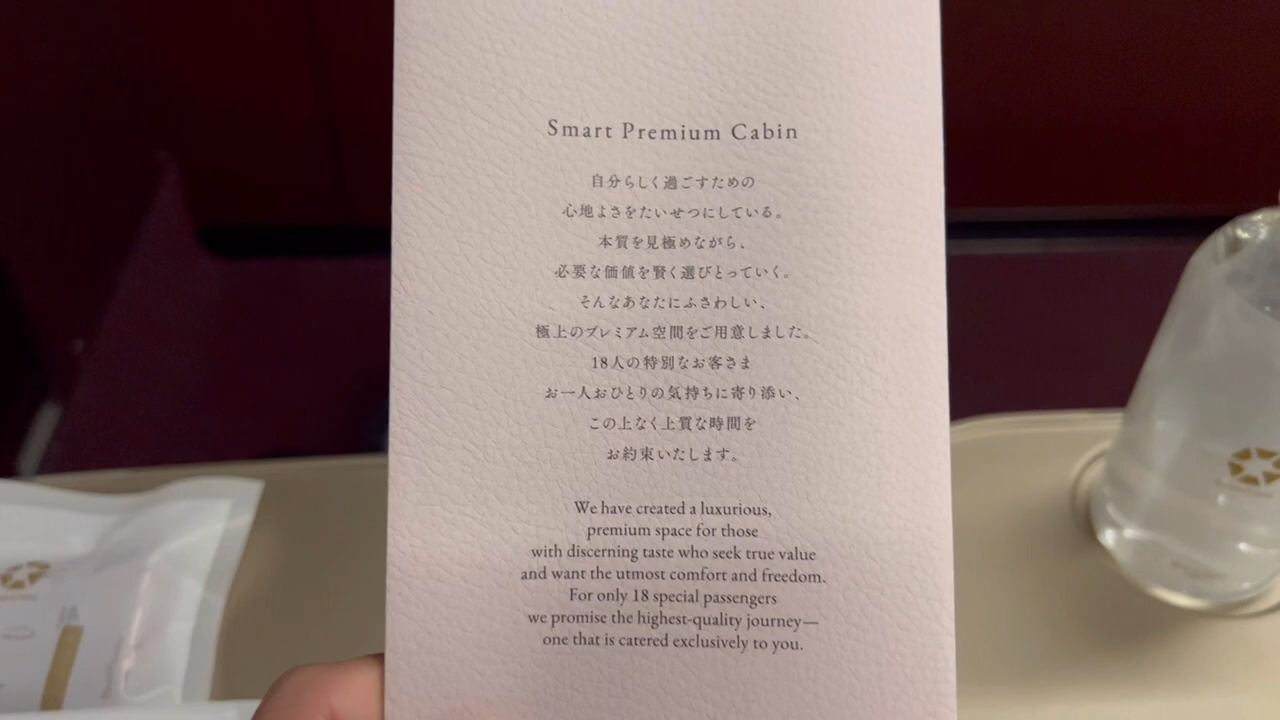 Smart Premium Cabin
自分らしく過ごすための
心地よさをたいせつにしている。
本質を見極めながら、
必要な価値を賢く選びとっていく。
そんなあなたにふさわしい、
極上のプレミアム空間をご用意しました。
18人の特別なお客さま
お一人おひとりの気持ちに寄り添い、
この上なく上質な時間を
お約束いたします。
We have created a luxurious,
premium space for those
with discerning taste who seek true value
and want the utmost comfort and freedom.
For only 18 special passengers
we promise the highest-quality journey—
one that is catered exclusively to you.